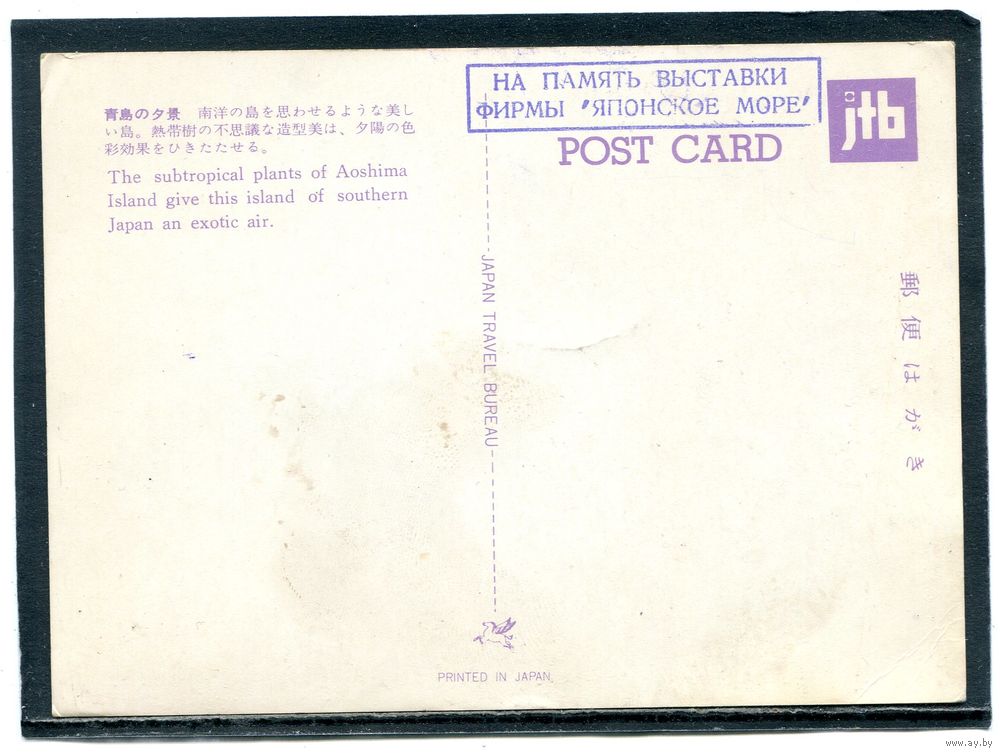 НА ПАМЯТЬ ВЫСТАВКИ
ФИРМЫ "ЯПОНСКОЕ МОРЕ"
POST CARD
jtb
青島の夕景　南洋の島を思わせるような美し
い島。熱帯樹の不思議な造型美は、夕陽の色
彩効果をひきたたせる。
The subtropical plants of Aoshima
Island give this island of southern
Japan an exotic air.
JAPAN TRAVEL BUREAU
郵便はがき
PRINTED IN JAPAN
www.ay.by